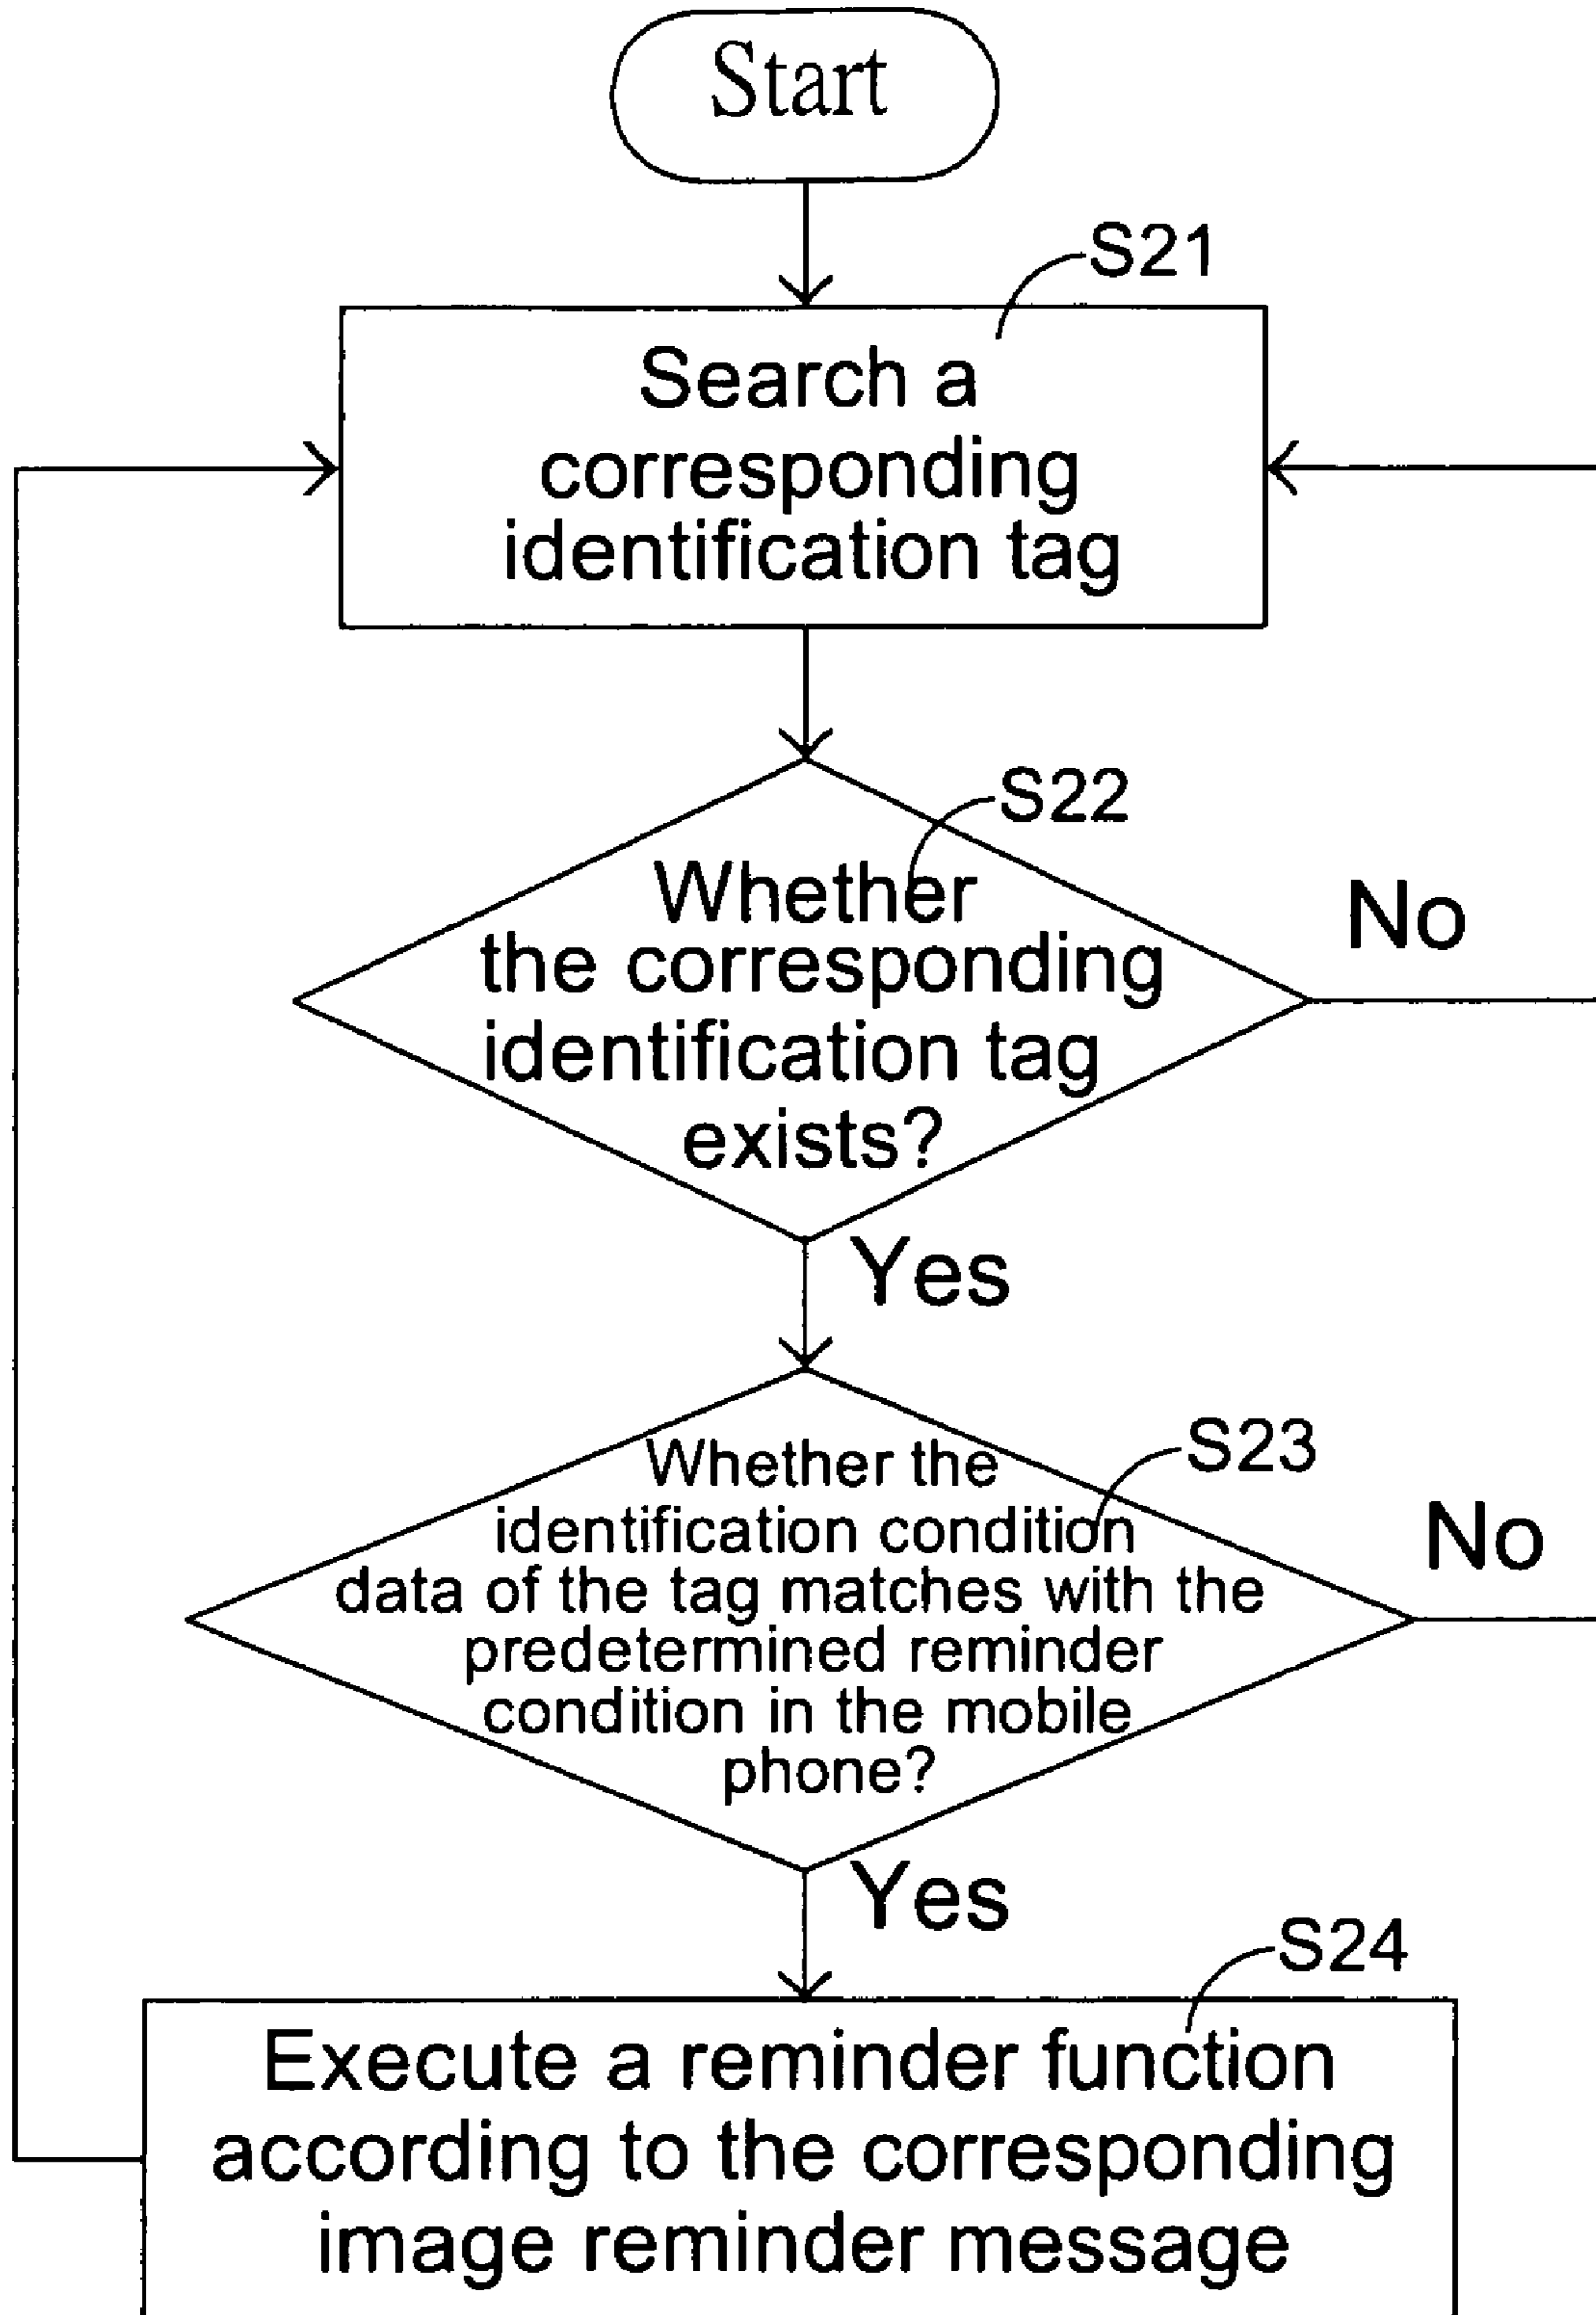 Start
S21
Search a
corresponding
identification tag
S22
Whether
the corresponding
identification tag
exists?
No
Yes
S23
Whether the
identification condition
data of the tag matches with the
predetermined reminder
condition in the mobile
phone?
No
Yes
S24
Execute a reminder function
according to the corresponding
image reminder message